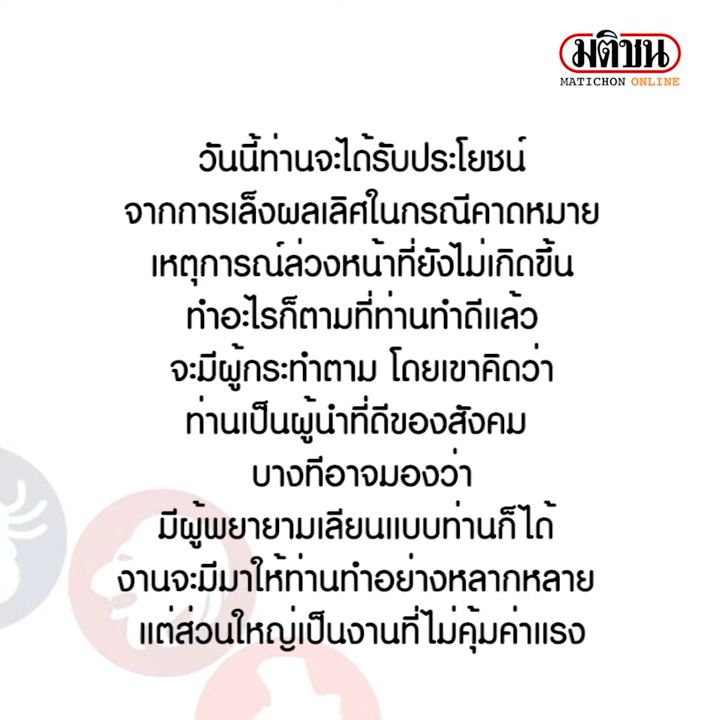 มติชน
MATICHON ONLINE
วันนี้ท่านจะได้รับประโยชน์
จากการเล็งผลเลิศในกรณีคาดหมาย
เหตุการณ์ล่วงหน้าที่ยังไม่เกิดขึ้น
ทำอะไรก็ตามที่ท่านทำดีแล้ว
จะมีผู้กระทำตาม โดยเขาคิดว่า
ท่านเป็นผู้นำที่ดีของสังคม
บางทีอาจมองว่า
มีผู้พยายามเลียนแบบท่านก็ได้
งานจะมีมาให้ท่านทำอย่างหลากหลาย
แต่ส่วนใหญ่เป็นงานที่ไม่คุ้มค่าแรง